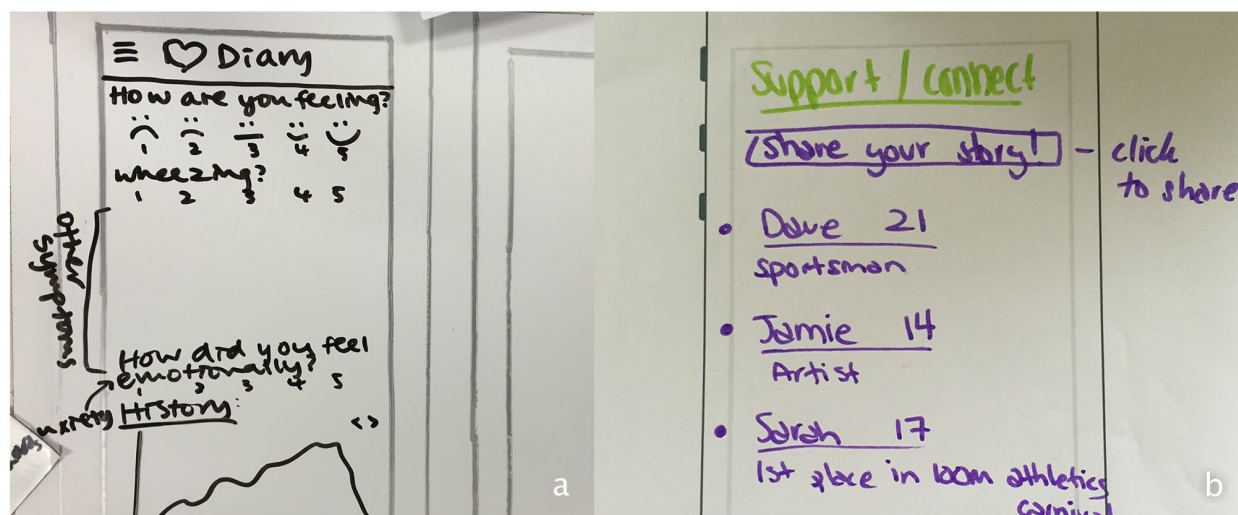 Diary
How are you feeling?
1 2 3 4 5
wheezing?
1 2 3 4 5
other
symptoms
How did you feel
emotionally?
1 2 3 4 5
History:
< >
a
Support / connect
Share your story! - click
to share
• Dave 21
sportsman
• Jamie 14
Artist
• Sarah 17
1st place in 100m athletics
carnival
b